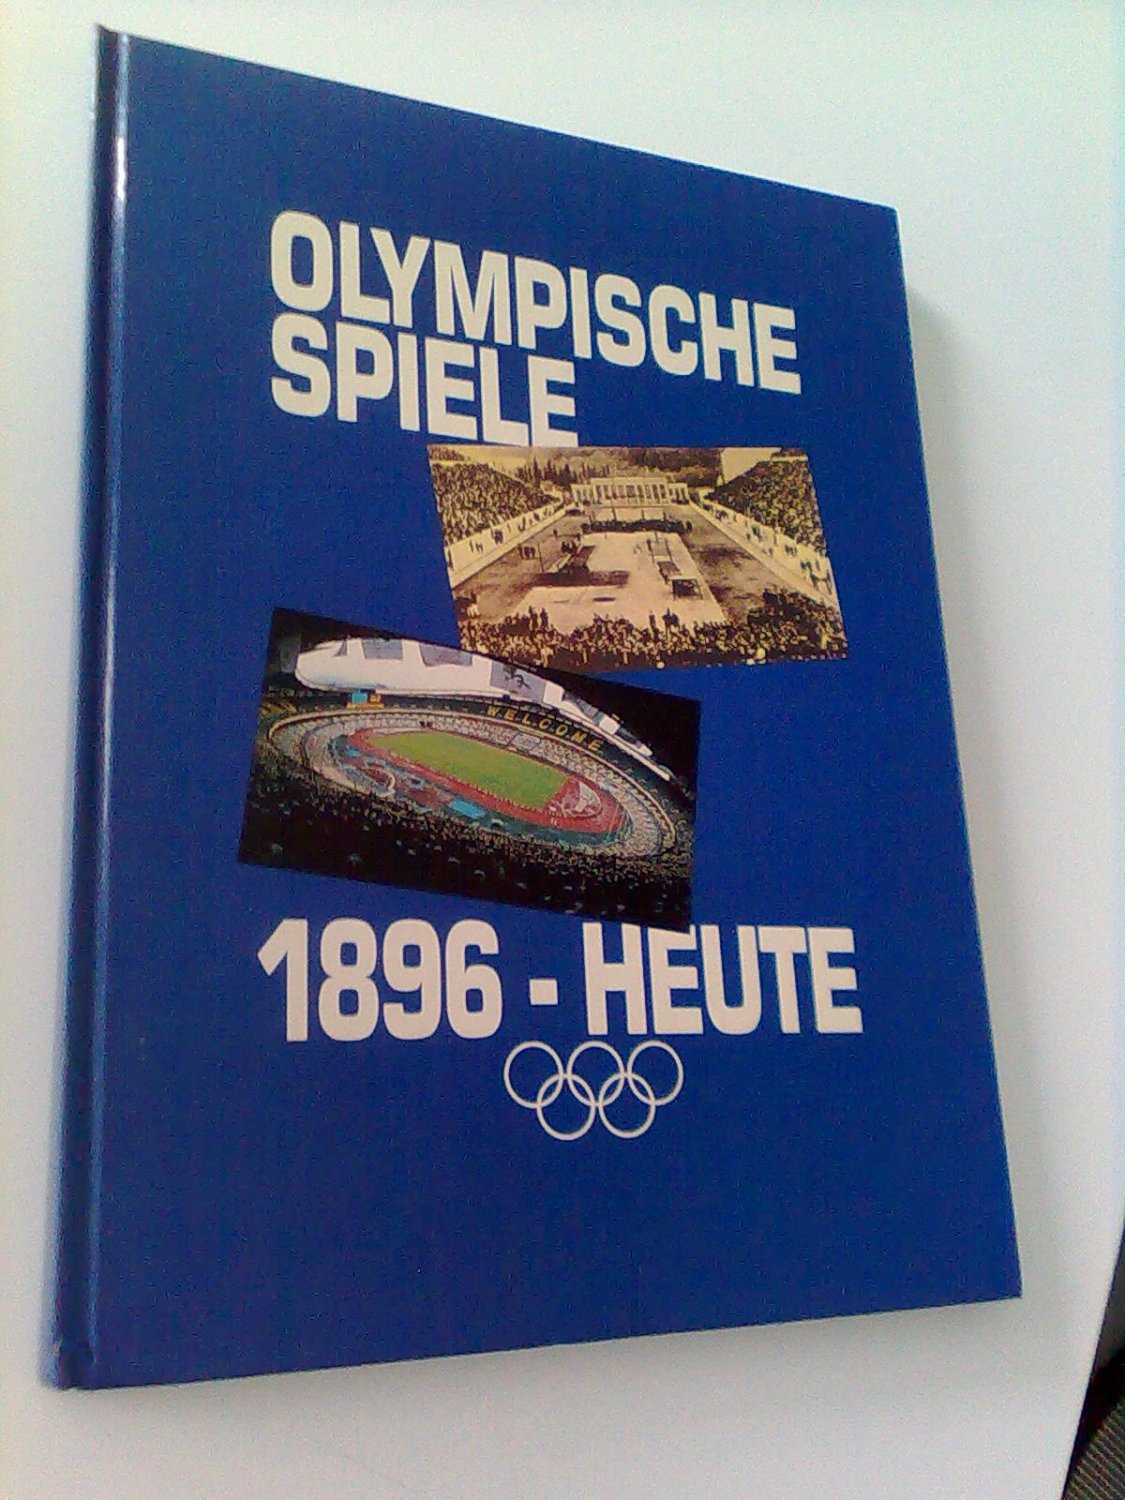 OLYMPISCHE
SPIELE
WELCOME
1896 - HEUTE